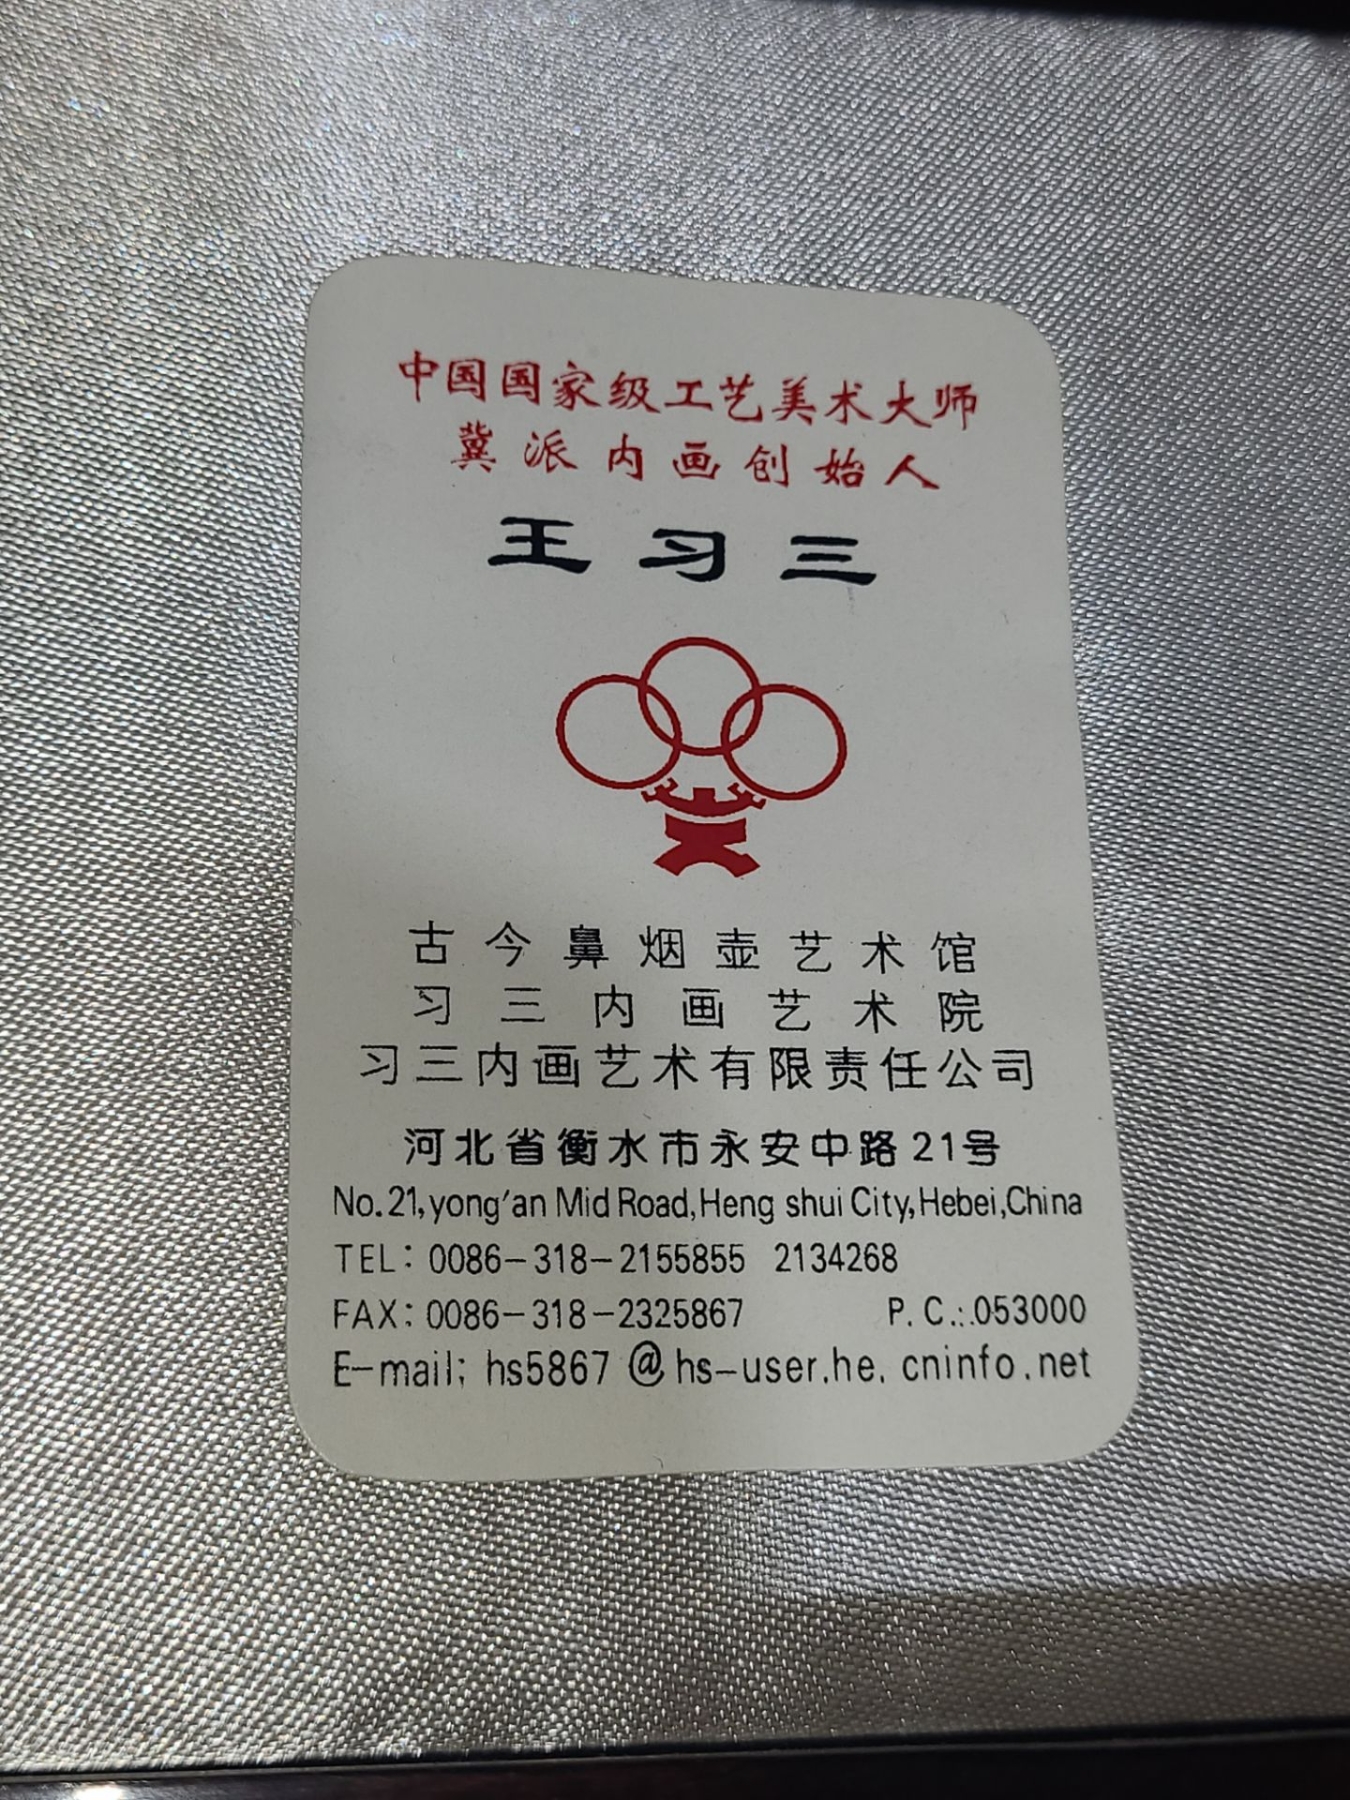 中国国家级工艺美术大师
冀派内画创始人
王习三
古今鼻烟壶艺术馆
习三内画艺术院
习三内画艺术有限责任公司
河北省衡水市永安中路21号
No.21,yong'an Mid Road,Heng shui City,Hebei,China
TEL: 0086-318-2155855 2134268
FAX: 0086-318-2325867 P.C.:.053000
E-mail: hs5867@hs-user.he.cninfo.net